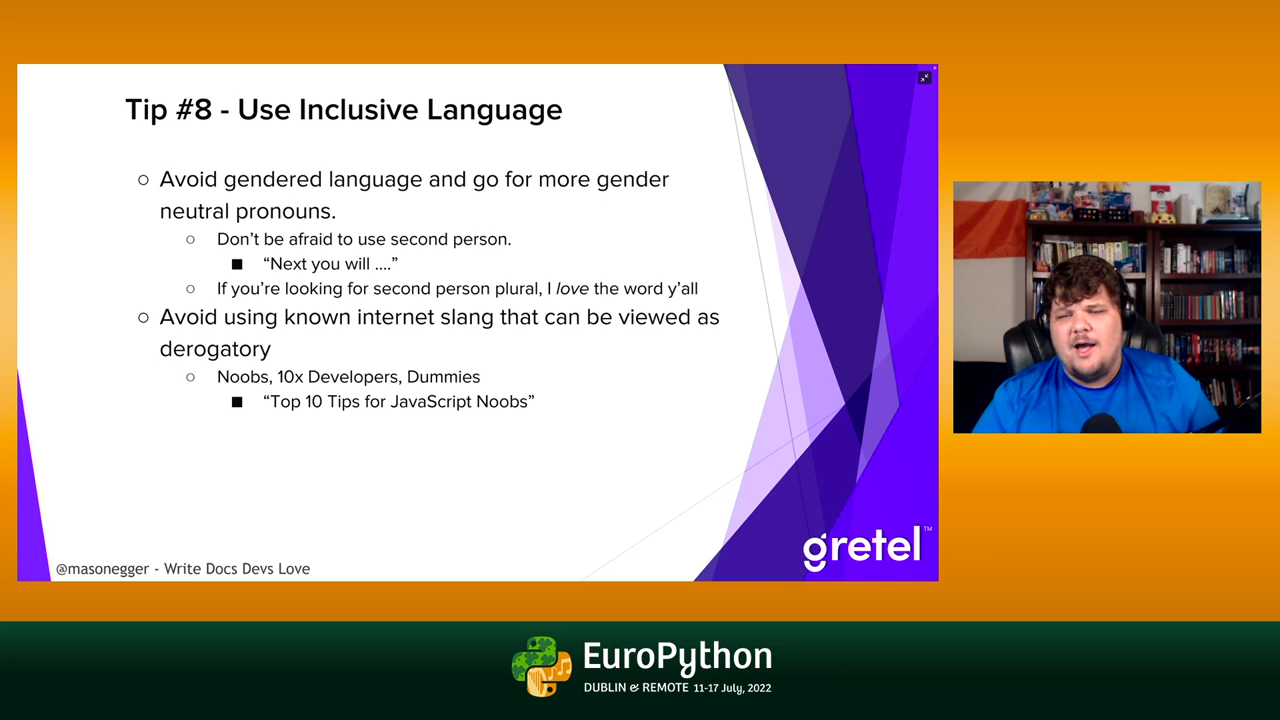 Tip #8 - Use Inclusive Language
○ Avoid gendered language and go for more gender
neutral pronouns.
○ Don’t be afraid to use second person.
■ “Next you will ....”
○ If you’re looking for second person plural, I love the word y’all
○ Avoid using known internet slang that can be viewed as
derogatory
○ Noobs, 10x Developers, Dummies
■ “Top 10 Tips for JavaScript Noobs”
gretel™
@masonegger - Write Docs Devs Love
EuroPython
DUBLIN & REMOTE 11-17 July, 2022